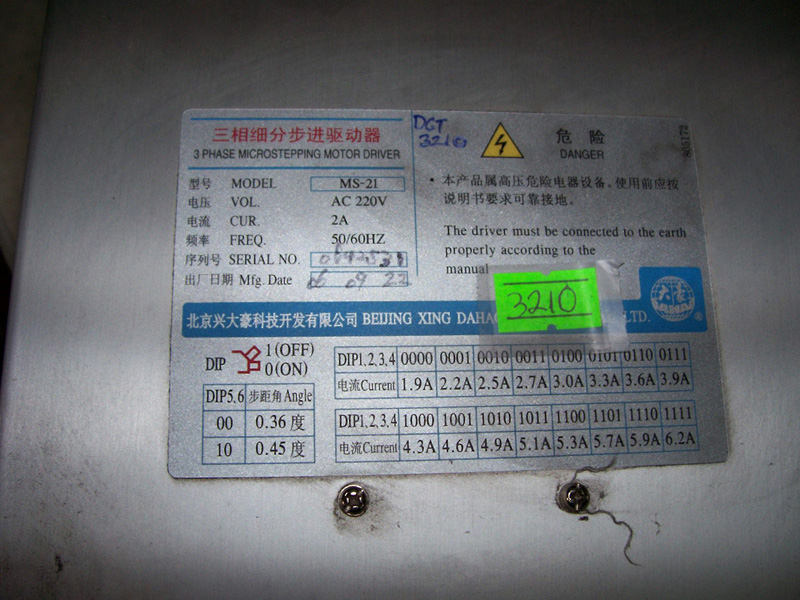 三相细分步进驱动器
3 PHASE MICROSTEPPING MOTOR DRIVER
型号 MODEL MS-21
电压 VOL. AC 220V
电流 CUR. 2A
频率 FREQ. 50/60HZ
序列号 SERIAL NO.
出厂日期 Mfg. Date 06 09 22
DGT
3210
危险
DANGER
• 本产品属高压危险电器设备。使用前应按
说明书要求可靠接地。
The driver must be connected to the earth
properly according to the
manual
3210
北京兴大豪科技开发有限公司 BEIJING XING DAHAO LTD.
®
DIP 1(OFF)
0(ON)
DIP5,6 步距角 Angle
00 0.36 度
10 0.45 度
DIP1,2,3,4 0000 0001 0010 0011 0100 0101 0110 0111
电流Current 1.9A 2.2A 2.5A 2.7A 3.0A 3.3A 3.6A 3.9A
DIP1,2,3,4 1000 1001 1010 1011 1100 1101 1110 1111
电流Current 4.3A 4.6A 4.9A 5.1A 5.3A 5.7A 5.9A 6.2A